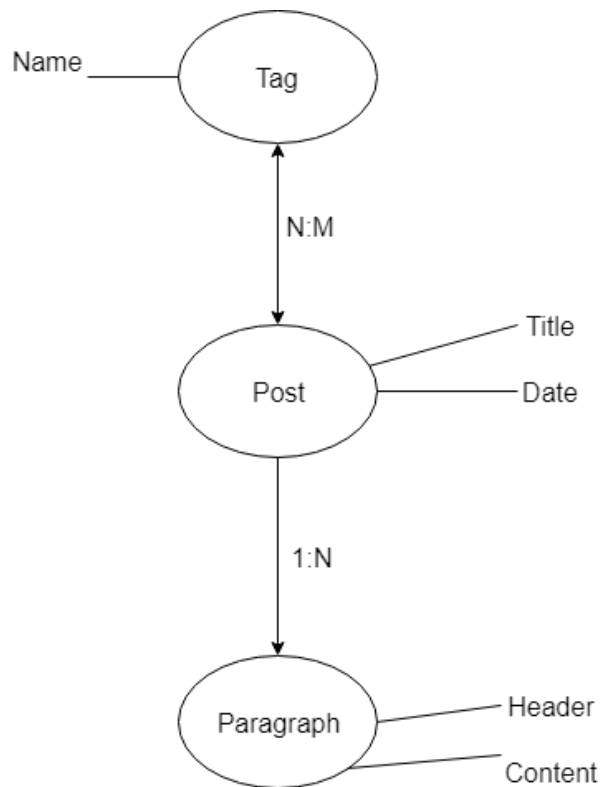 Name
Tag
N:M
Title
Post
Date
1:N
Header
Paragraph
Content